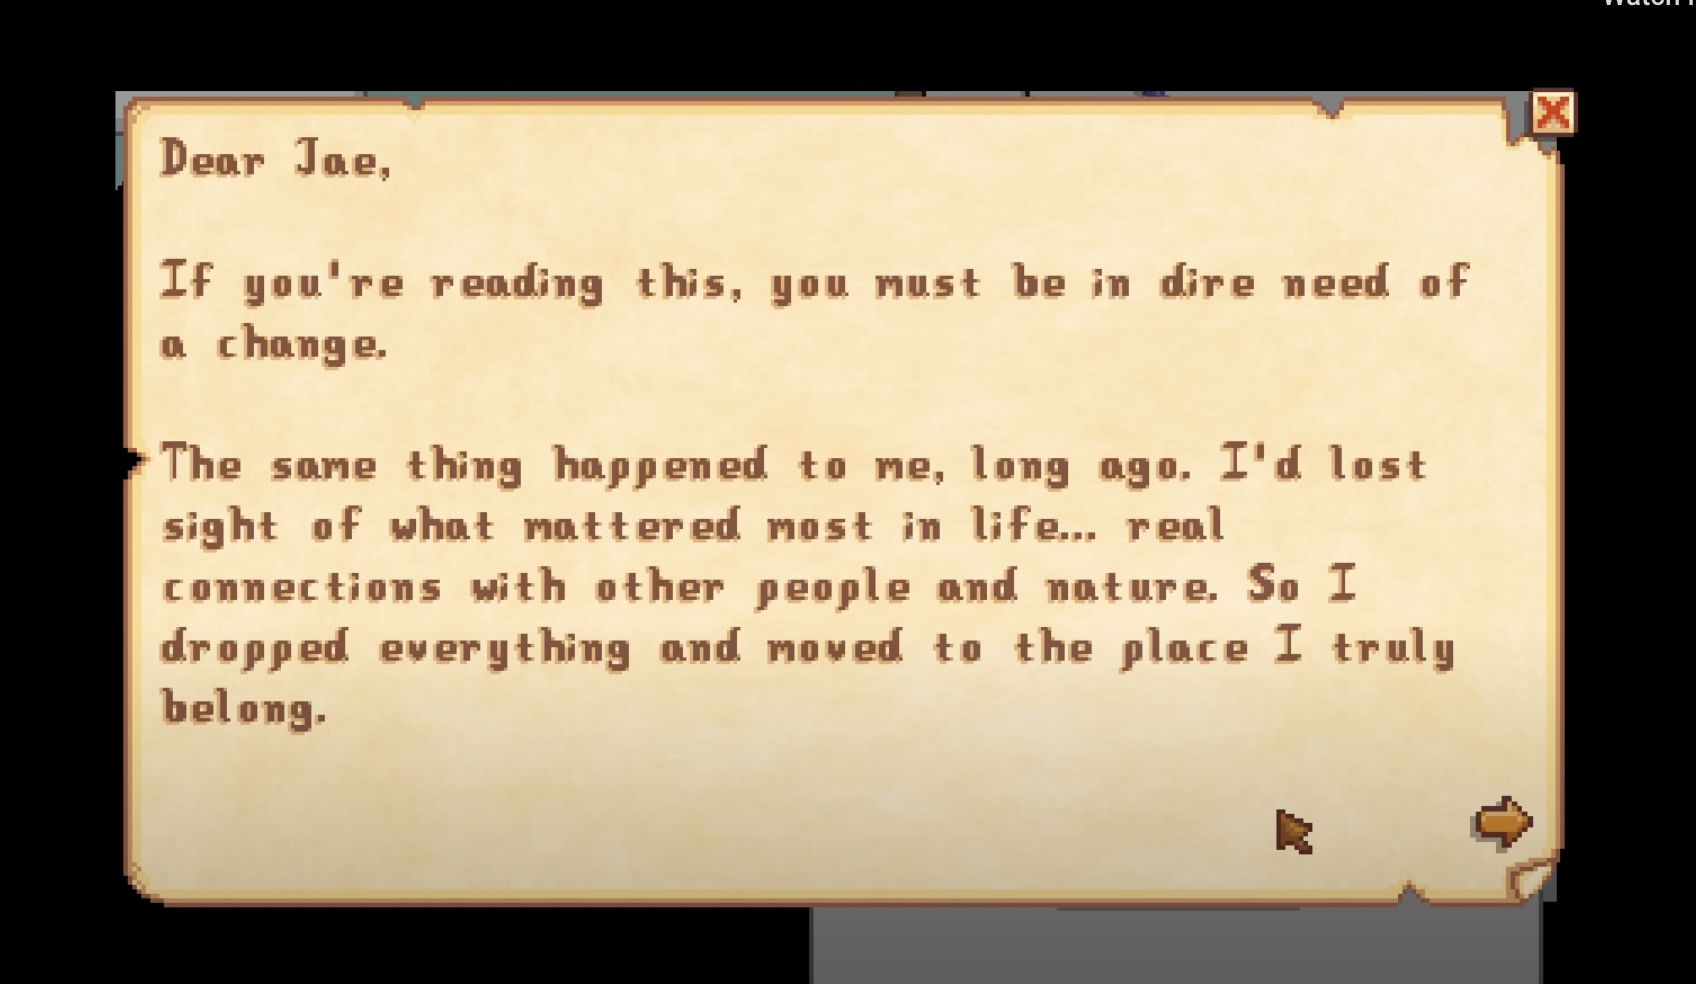 Dear Jae,
If you're reading this, you must be in dire need of
a change.
The same thing happened to me, long ago. I'd lost
sight of what mattered most in life... real
connections with other people and nature. So I
dropped everything and moved to the place I truly
belong.